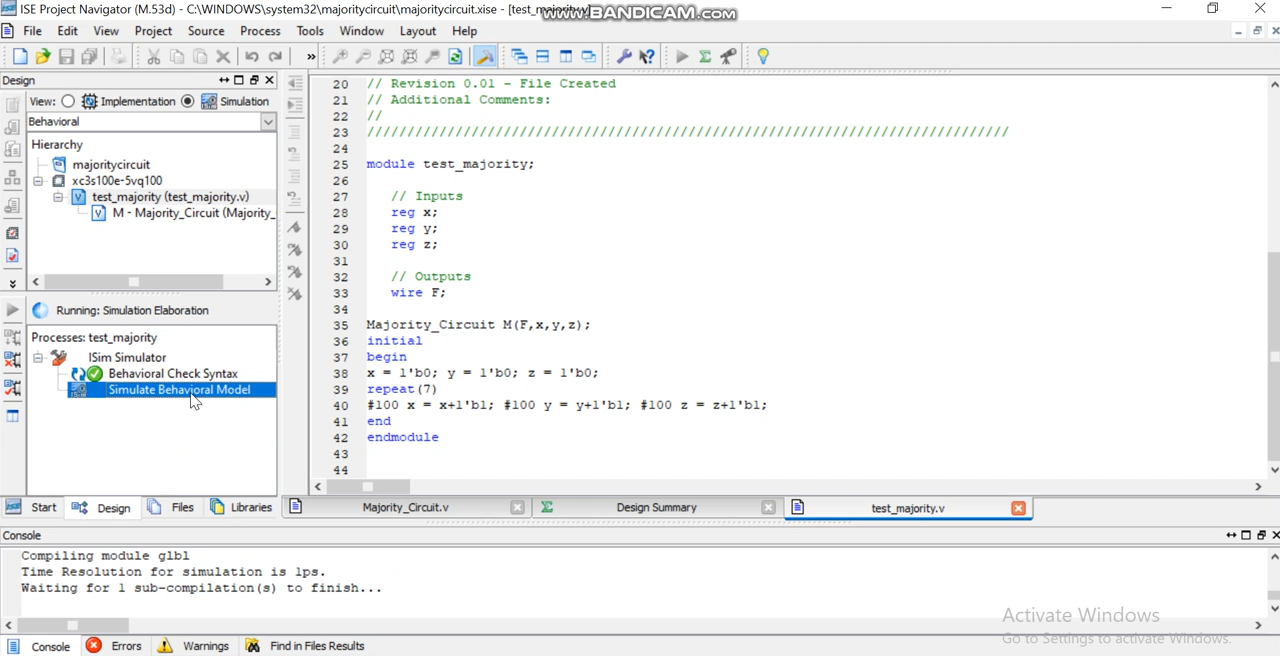 ISE Project Navigator (M.53d) - C:\WINDOWS\system32\majoritycircuit\majoritycircuit.xise - [test_majority.v]
www.BANDICAM.com
File Edit View Project Source Process Tools Window Layout Help
Design
View: Implementation Simulation
Behavioral
Hierarchy
majoritycircuit
xc3s100e-5vq100
test_majority (test_majority.v)
M - Majority_Circuit (Majority_
Running: Simulation Elaboration
Processes: test_majority
ISim Simulator
Behavioral Check Syntax
Simulate Behavioral Model
Start Design Files Libraries
20 // Revision 0.01 - File Created
21 // Additional Comments:
22 //
23 ////////////////////////////////////////////////////////////////////////////////
24
25 module test_majority;
26
27 // Inputs
28 reg x;
29 reg y;
30 reg z;
31
32 // Outputs
33 wire F;
34
35 Majority_Circuit M(F,x,y,z);
36 initial
37 begin
38 x = 1'b0; y = 1'b0; z = 1'b0;
39 repeat(7)
40 #100 x = x+1'b1; #100 y = y+1'b1; #100 z = z+1'b1;
41 end
42 endmodule
43
44
Majority_Circuit.v Design Summary test_majority.v
Console
Compiling module glbl
Time Resolution for simulation is 1ps.
Waiting for 1 sub-compilation(s) to finish...
Activate Windows
Go to Settings to activate Windows.
Console Errors Warnings Find in Files Results